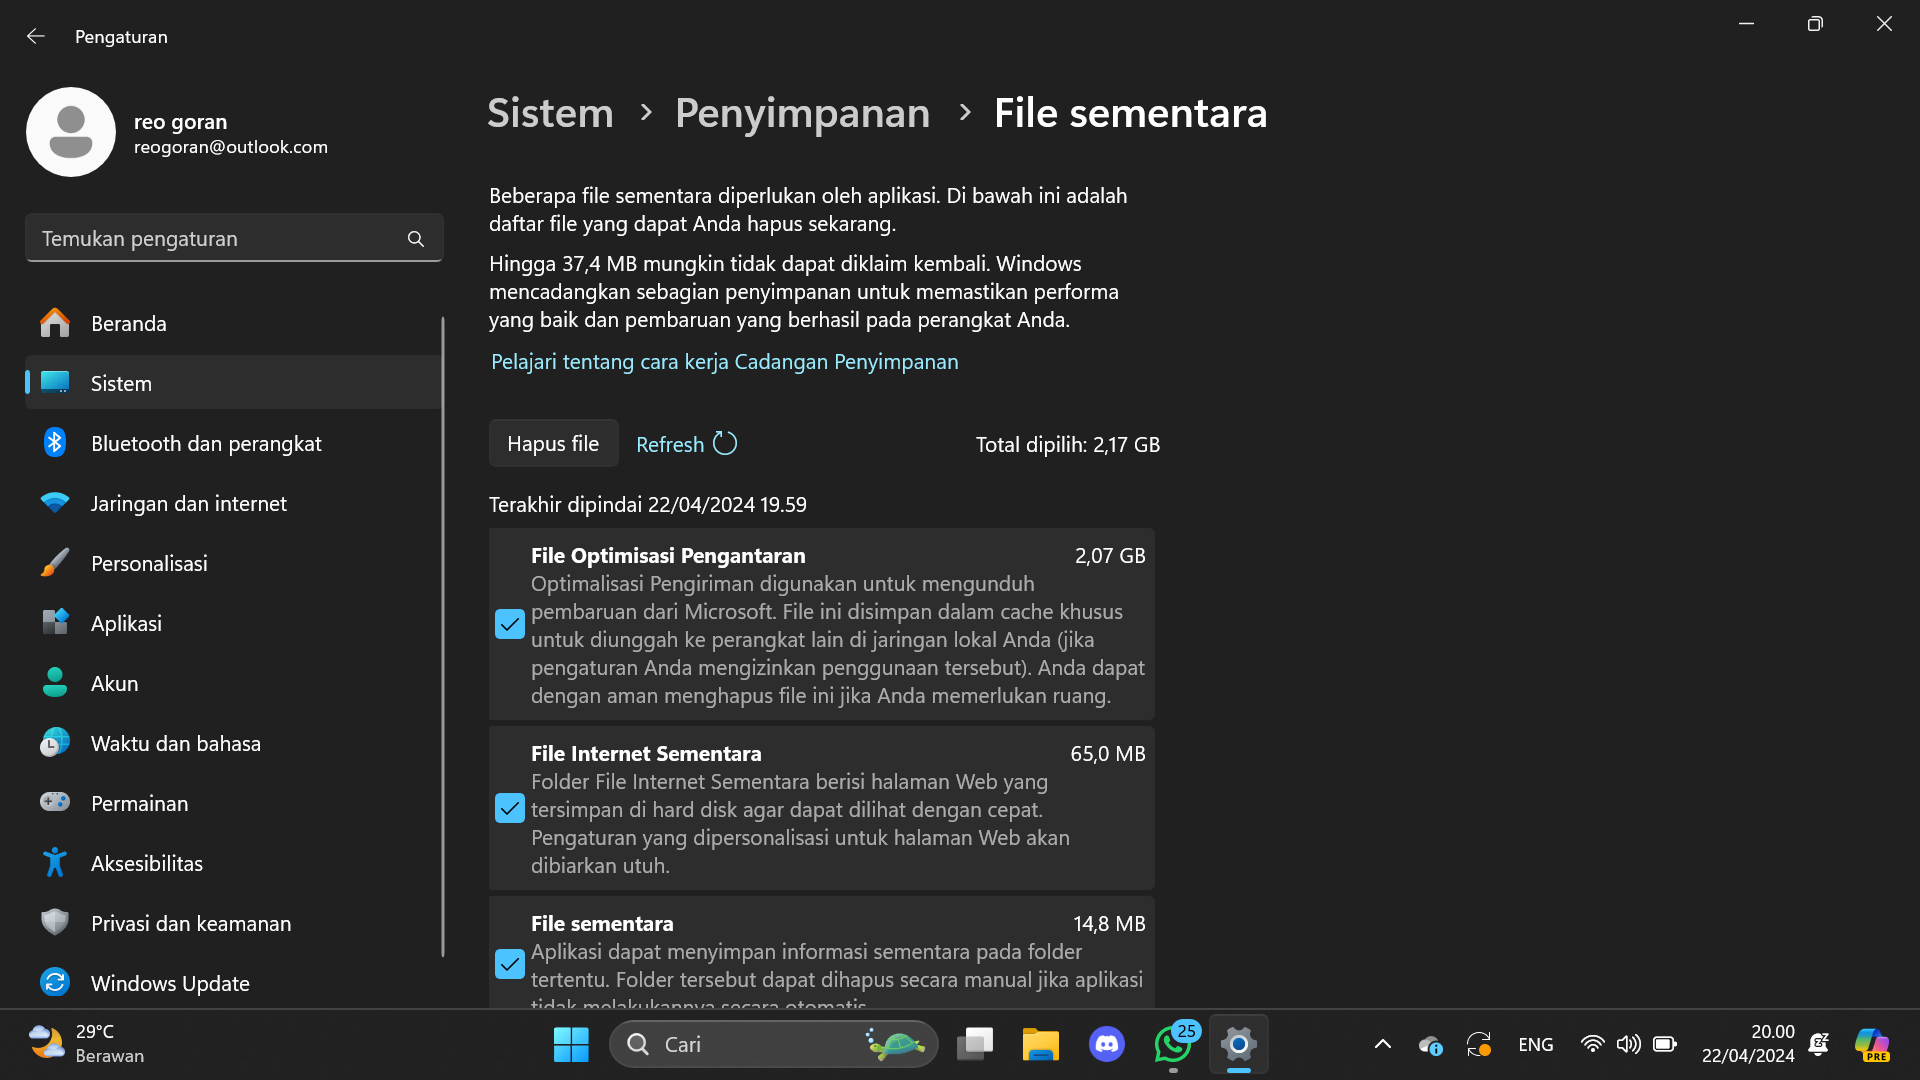 Pengaturan
reo goran
reogoran@outlook.com
Temukan pengaturan
Beranda
Sistem
Bluetooth dan perangkat
Jaringan dan internet
Personalisasi
Aplikasi
Akun
Waktu dan bahasa
Permainan
Aksesibilitas
Privasi dan keamanan
Windows Update
Sistem > Penyimpanan > File sementara
Beberapa file sementara diperlukan oleh aplikasi. Di bawah ini adalah
daftar file yang dapat Anda hapus sekarang.
Hingga 37,4 MB mungkin tidak dapat diklaim kembali. Windows
mencadangkan sebagian penyimpanan untuk memastikan performa
yang baik dan pembaruan yang berhasil pada perangkat Anda.
Pelajari tentang cara kerja Cadangan Penyimpanan
Hapus file Refresh Total dipilih: 2,17 GB
Terakhir dipindai 22/04/2024 19.59
File Optimisasi Pengantaran 2,07 GB
Optimalisasi Pengiriman digunakan untuk mengunduh
pembaruan dari Microsoft. File ini disimpan dalam cache khusus
untuk diunggah ke perangkat lain di jaringan lokal Anda (jika
pengaturan Anda mengizinkan penggunaan tersebut). Anda dapat
dengan aman menghapus file ini jika Anda memerlukan ruang.
File Internet Sementara 65,0 MB
Folder File Internet Sementara berisi halaman Web yang
tersimpan di hard disk agar dapat dilihat dengan cepat.
Pengaturan yang dipersonalisasi untuk halaman Web akan
dibiarkan utuh.
File sementara 14,8 MB
Aplikasi dapat menyimpan informasi sementara pada folder
tertentu. Folder tersebut dapat dihapus secara manual jika aplikasi
tidak melakukannya secara otomatis.
29°C
Berawan
Cari
25
ENG
20.00
22/04/2024
PRE